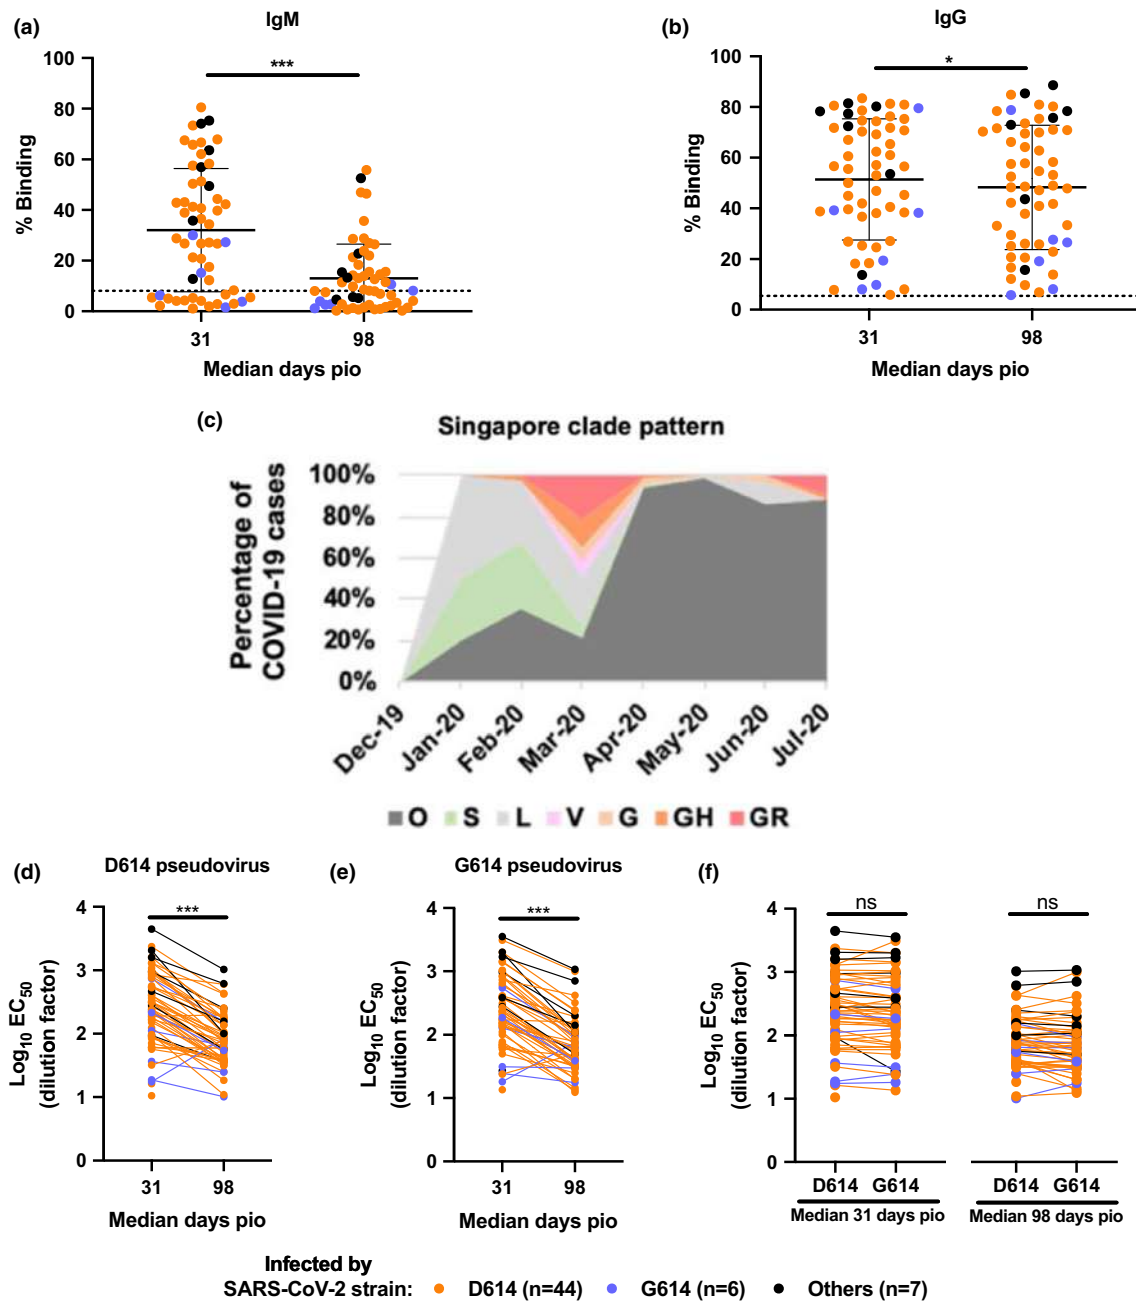 (a)
IgM
***
% Binding
100
80
60
40
20
0
31
98
Median days pio
(b)
IgG
*
% Binding
100
80
60
40
20
0
31
98
Median days pio
(c)
Singapore clade pattern
Percentage of
COVID-19 cases
100%
80%
60%
40%
20%
0%
Dec-19
Jan-20
Feb-20
Mar-20
Apr-20
May-20
Jun-20
Jul-20
O S L V G GH GR
(d)
D614 pseudovirus
***
Log10 EC50
(dilution factor)
4
3
2
1
0
31
98
Median days pio
(e)
G614 pseudovirus
***
Log10 EC50
(dilution factor)
4
3
2
1
0
31
98
Median days pio
(f)
ns
ns
Log10 EC50
(dilution factor)
4
3
2
1
0
D614 G614
Median 31 days pio
D614 G614
Median 98 days pio
Infected by
SARS-CoV-2 strain: D614 (n=44) G614 (n=6) Others (n=7)